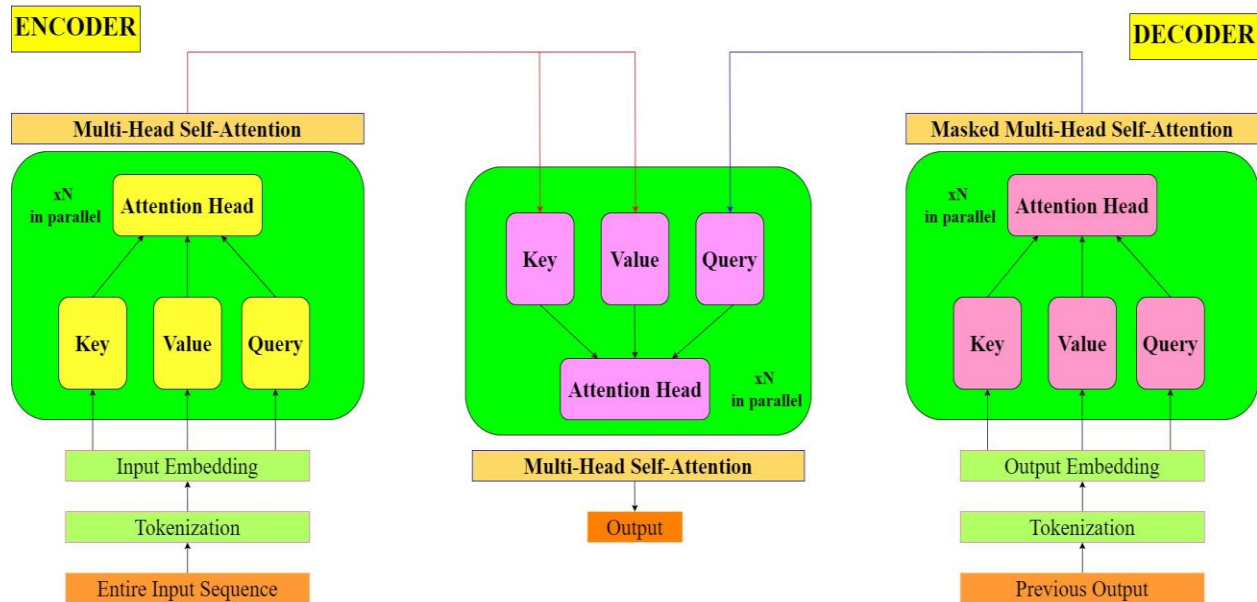 ENCODER
DECODER
Multi-Head Self-Attention
xN
in parallel
Attention Head
Key
Value
Query
Input Embedding
Tokenization
Entire Input Sequence
Key
Value
Query
Attention Head
xN
in parallel
Multi-Head Self-Attention
Output
Masked Multi-Head Self-Attention
xN
in parallel
Attention Head
Key
Value
Query
Output Embedding
Tokenization
Previous Output